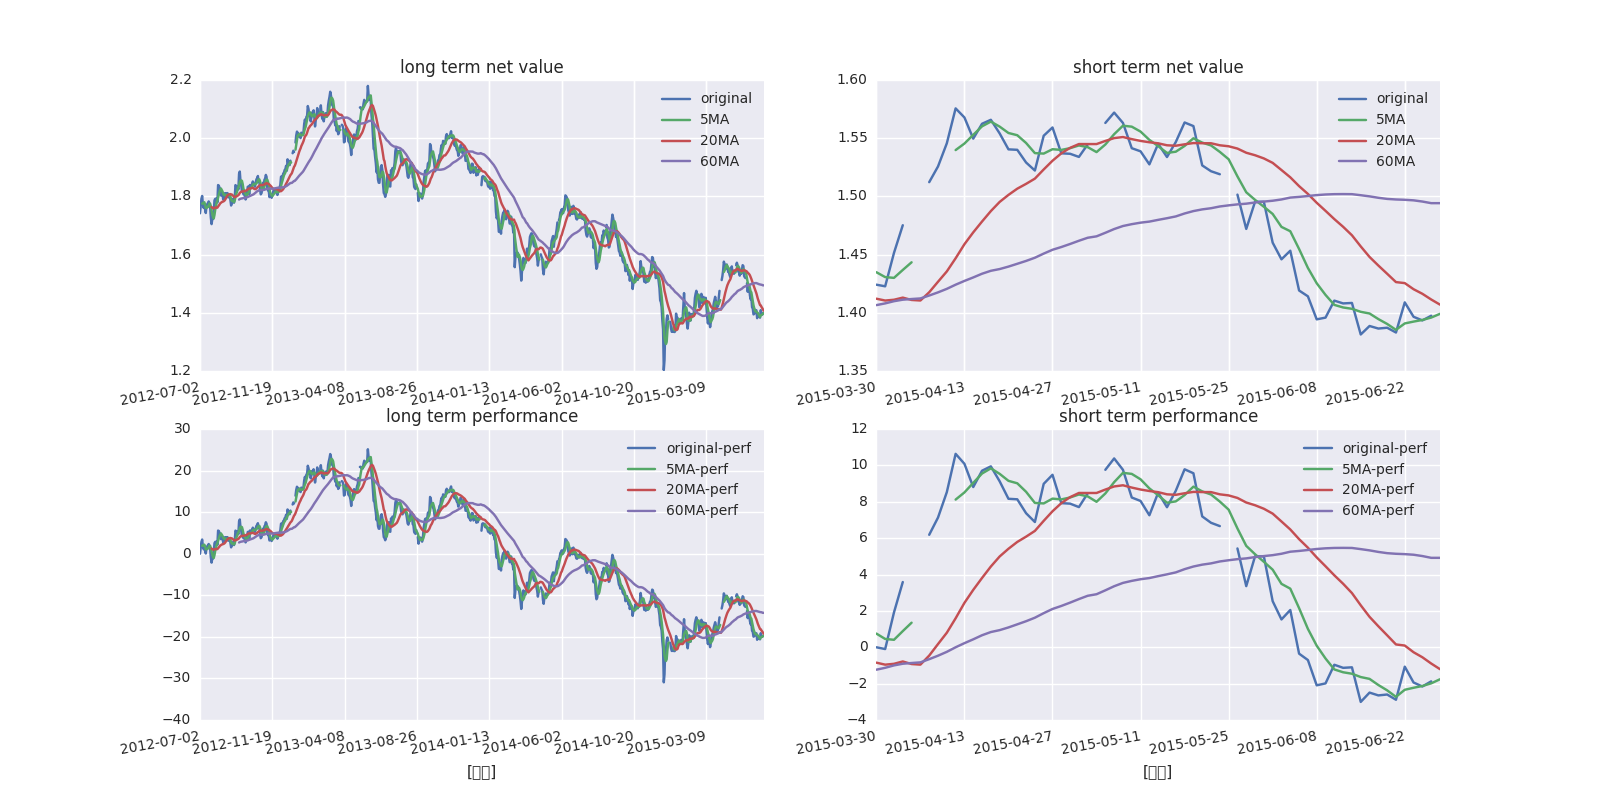 long term net value
2.2
2.0
1.8
1.6
1.4
1.2
original
5MA
20MA
60MA
2012-07-02
2012-11-19
2013-04-08
2013-08-26
2014-01-13
2014-06-02
2014-10-20
2015-03-09
short term net value
1.60
1.55
1.50
1.45
1.40
1.35
original
5MA
20MA
60MA
2015-03-30
2015-04-13
2015-04-27
2015-05-11
2015-05-25
2015-06-08
2015-06-22
long term performance
30
20
10
0
−10
−20
−30
−40
original-perf
5MA-perf
20MA-perf
60MA-perf
2012-07-02
2012-11-19
2013-04-08
2013-08-26
2014-01-13
2014-06-02
2014-10-20
2015-03-09
short term performance
12
10
8
6
4
2
0
−2
−4
original-perf
5MA-perf
20MA-perf
60MA-perf
2015-03-30
2015-04-13
2015-04-27
2015-05-11
2015-05-25
2015-06-08
2015-06-22